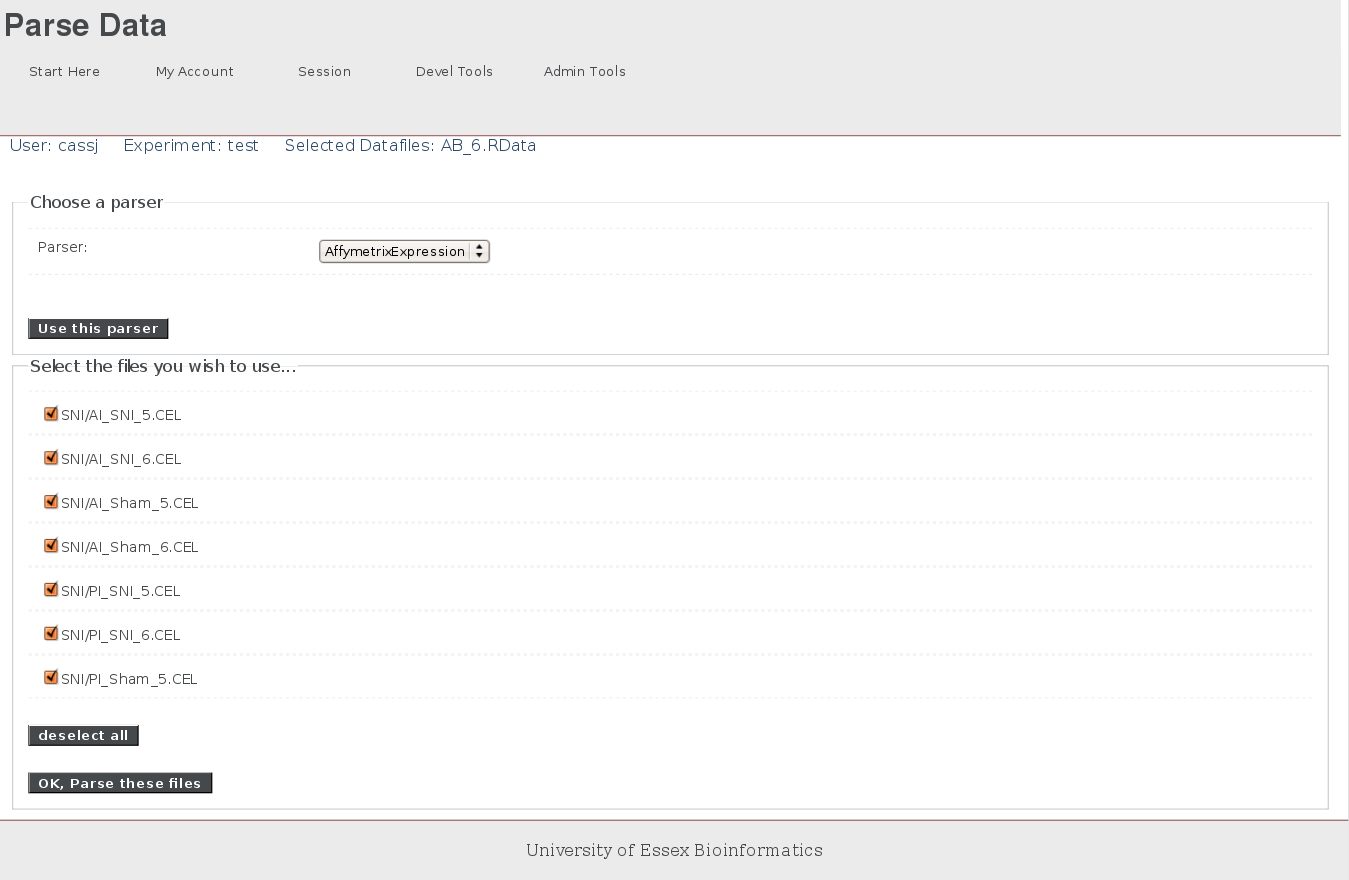 Parse Data
Start Here My Account Session Devel Tools Admin Tools
User: cassj Experiment: test Selected Datafiles: AB_6.RData
Choose a parser
Parser: AffymetrixExpression
Use this parser
Select the files you wish to use...
SNI/AI_SNI_5.CEL
SNI/AI_SNI_6.CEL
SNI/AI_Sham_5.CEL
SNI/AI_Sham_6.CEL
SNI/PI_SNI_5.CEL
SNI/PI_SNI_6.CEL
SNI/PI_Sham_5.CEL
deselect all
OK, Parse these files
University of Essex Bioinformatics